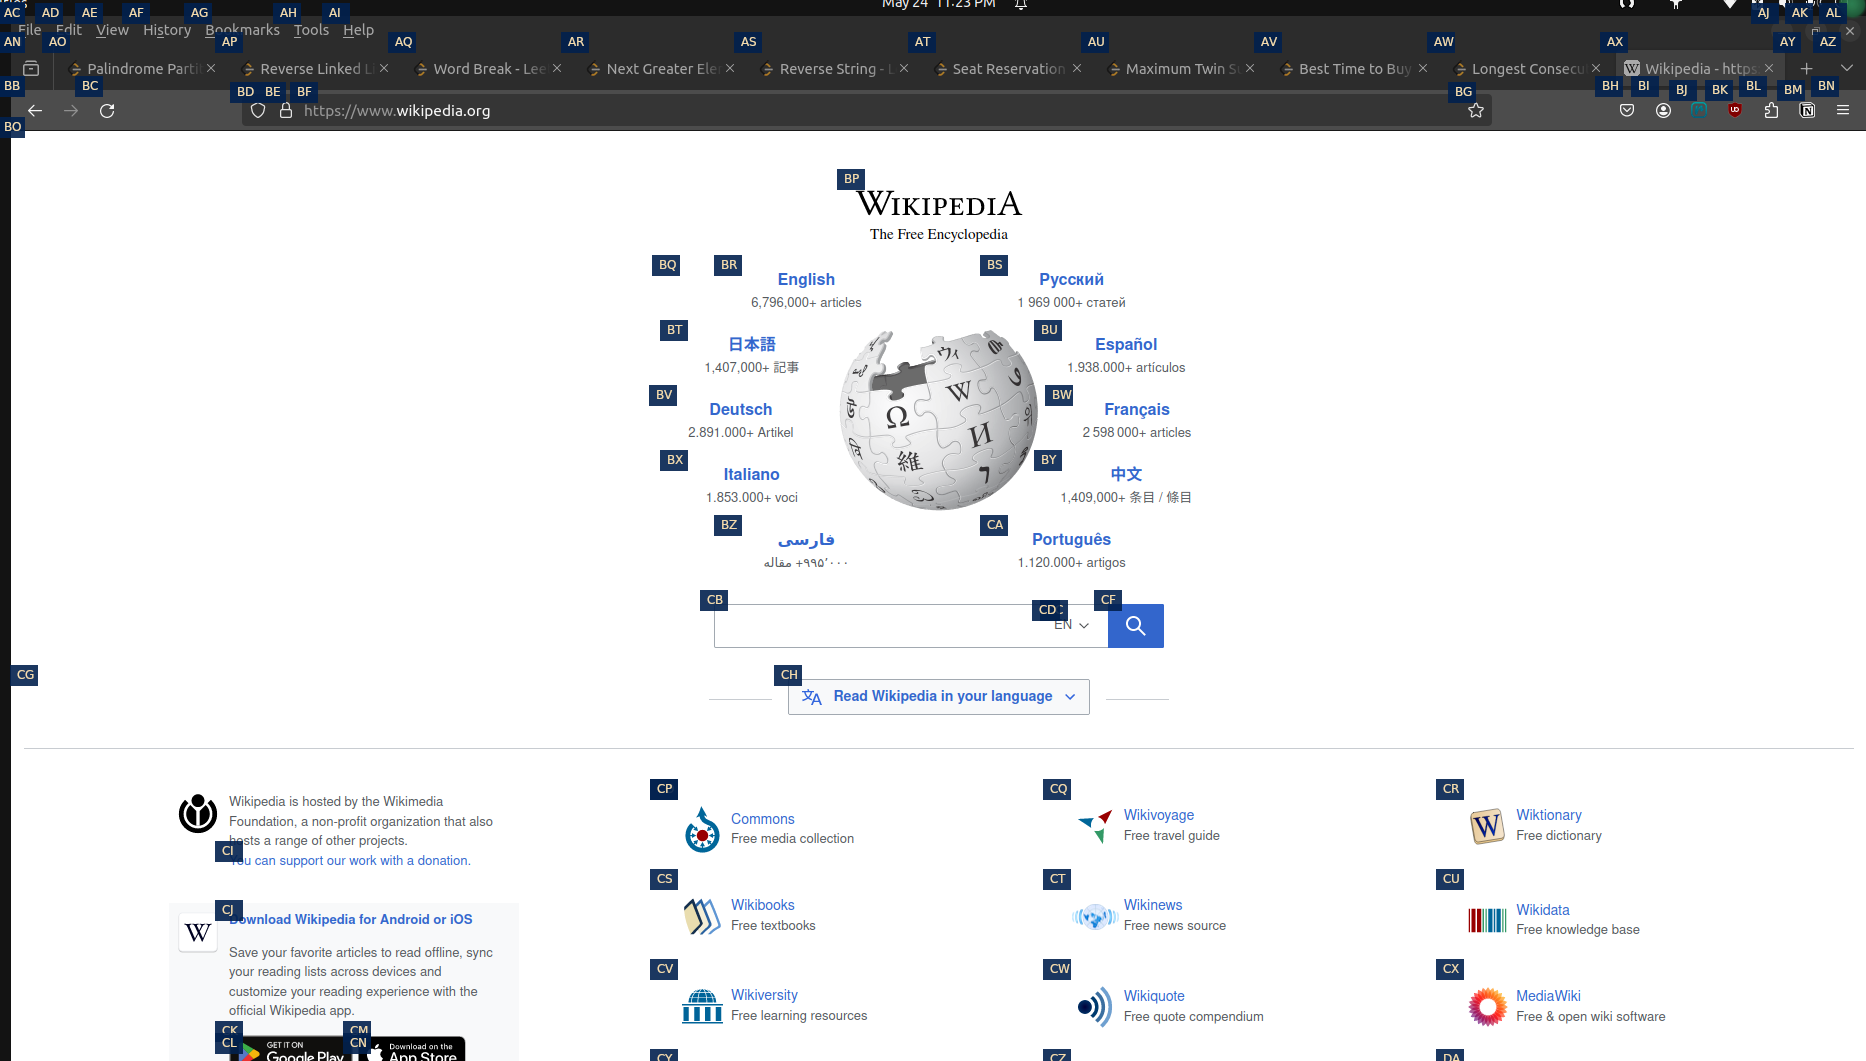 May 24 11:23 PM
AC AD AE AF AG AH AI AJ AK AL
File Edit View History Bookmarks Tools Help
AN AO AP AQ AR AS AT AU AV AW AX AY AZ
Palindrome Parti
Reverse Linked Li
Word Break - Lee
Next Greater Ele
Reverse String - L
Seat Reservation
Maximum Twin S
Best Time to Buy
Longest Consecu
Wikipedia - https:
BB BC BD BE BF BG BH BI BJ BK BL BM BN
https://www.wikipedia.org
BO
BP
WIKIPEDIA
The Free Encyclopedia
BQ BR BS
English Русский
6,796,000+ articles 1 969 000+ статей
BT BU
日本語 Español
1,407,000+ 記事 1.938.000+ artículos
BV BW
Deutsch Français
2.891.000+ Artikel 2 598 000+ articles
BX BY
Italiano 中文
1.853.000+ voci 1,409,000+ 条目 / 條目
BZ CA
فارسی Português
۹۹۵٬۰۰۰+ مقاله 1.120.000+ artigos
CB CD CF
EN
CG CH
Read Wikipedia in your language
Wikipedia is hosted by the Wikimedia
Foundation, a non-profit organization that also
hosts a range of other projects.
CI
You can support our work with a donation.
CJ
Download Wikipedia for Android or iOS
Save your favorite articles to read offline, sync
your reading lists across devices and
customize your reading experience with the
official Wikipedia app.
CK CM
CL CN
GET IT ON
Google Play
Download on the
App Store
CP CQ CR
Commons
Free media collection
Wikivoyage
Free travel guide
Wiktionary
Free dictionary
CS CT CU
Wikibooks
Free textbooks
Wikinews
Free news source
Wikidata
Free knowledge base
CV CW CX
Wikiversity
Free learning resources
Wikiquote
Free quote compendium
MediaWiki
Free & open wiki software
CY CZ DA